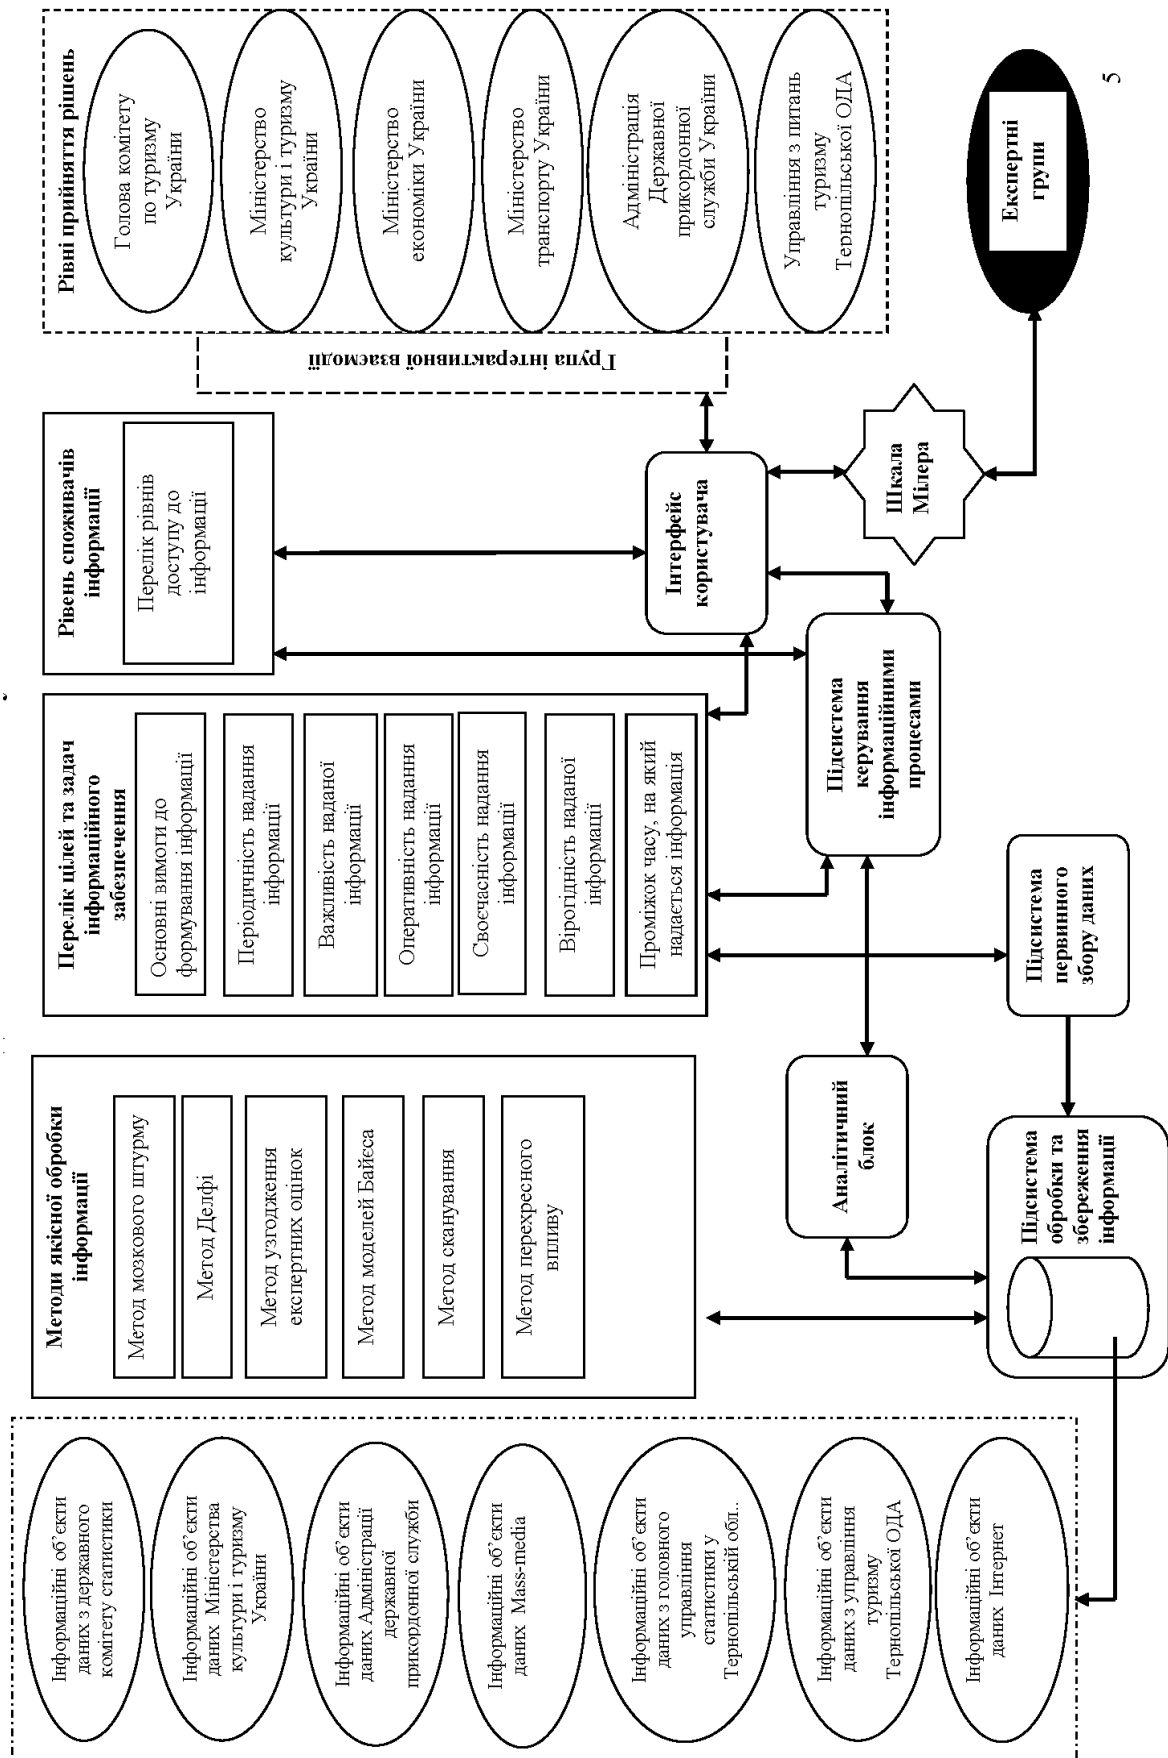 Інформаційні об’єкти
даних з державного
комітету статистики
Інформаційні об’єкти
даних Міністерства
культури і туризму
України
Інформаційні об’єкти
даних Адміністрації
державної
прикордонної служби
Інформаційні об’єкти
даних Mass-media
Інформаційні об’єкти
даних з головного
управління
статистики у
Тернопільській обл..
Інформаційні об’єкти
даних з управління
туризму
Тернопільської ОДА
Інформаційні об’єкти
даних Інтернет
Методи якісної обробки
інформації
Метод мозкового штурму
Метод Делфі
Метод узгодження
експертних оцінок
Метод моделей Байєса
Метод сканування
Метод перехресного
впливу
Перелік цілей та задач
інформаційного
забезпечення
Основні вимоги до
формування інформації
Періодичність надання
інформації
Важливість наданої
інформації
Оперативність надання
інформації
Своєчасність надання
інформації
Вірогідність наданої
інформації
Проміжок часу, на який
надається інформація
Рівень споживачів
інформації
Перелік рівнів
доступу до
інформації
Рівні прийняття рішень
Голова комітету
по туризму
України
Міністерство
культури і туризму
України
Міністерство
економіки України
Міністерство
транспорту України
Адміністрація
Державної
прикордонної
служби України
Управління з питань
туризму
Тернопільської ОДА
Група інтерактивної взаємодії
Інтерфейс
користувача
Шкала
Мілера
Експертні
групи
Підсистема
керування
інформаційними
процесами
Аналітичний
блок
Підсистема
первинного
збору даних
Підсистема
обробки та
збереження
інформації
5